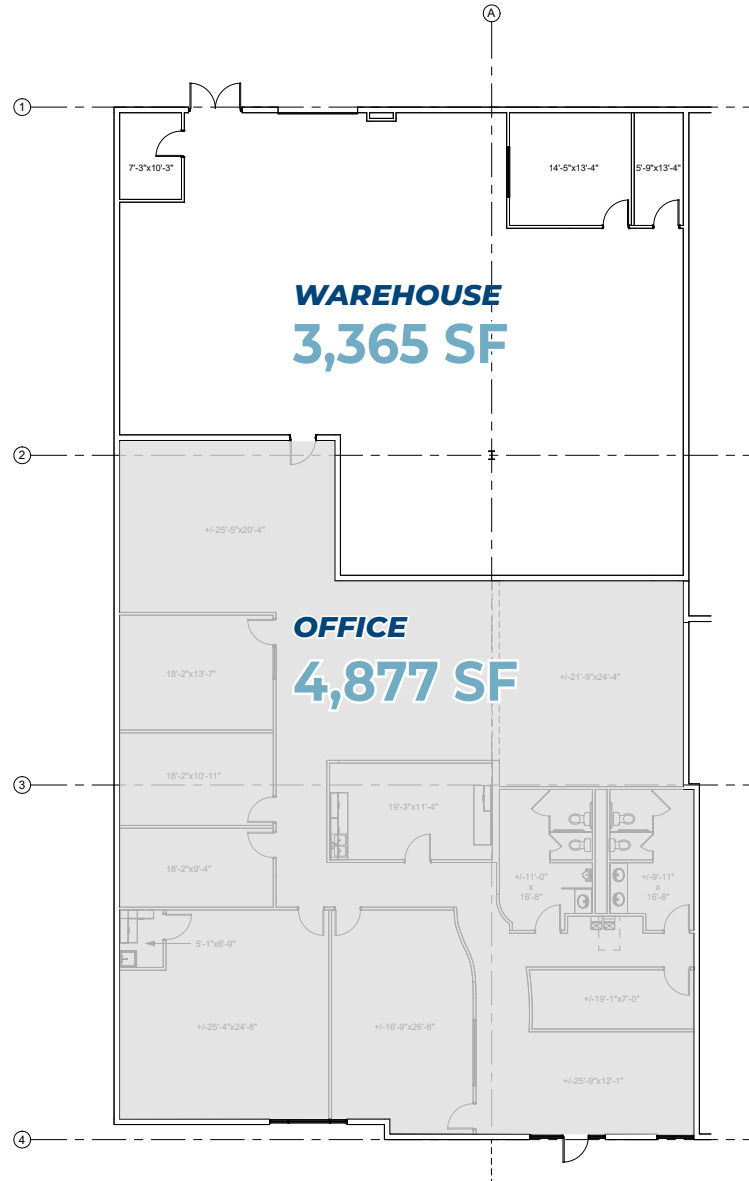 A
1
7'-3"x10'-3"
14'-5"x13'-4"
5'-9"x13'-4"
WAREHOUSE
3,365 SF
2
+/-25'-5"x20'-4"
OFFICE
4,877 SF
18'-2"x13'-7"
+/-21'-9"x24'-4"
18'-2"x10'-11"
3
19'-3"x11'-4"
18'-2"x9'-4"
+/-11'-0"
x
16'-8"
+/-9'-11"
x
16'-8"
5'-1"x6'-9"
+/-19'-1"x7'-0"
+/-25'-4"x24'-8"
+/-16'-9"x26'-6"
+/-25'-9"x12'-1"
4